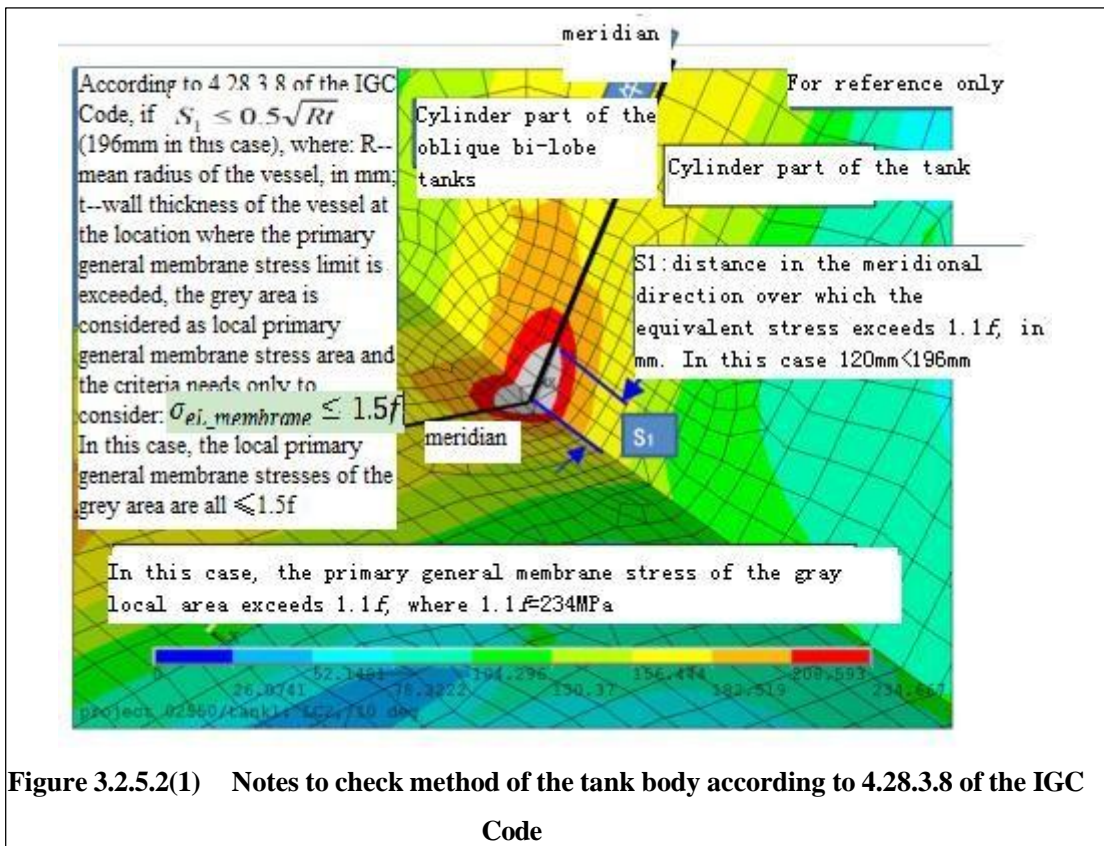 meridian
For reference only
According to 4.28.3.8 of the IGC
Code, if S₁ ≤ 0.5√Rt
(196mm in this case), where: R--
mean radius of the vessel, in mm;
t--wall thickness of the vessel at
the location where the primary
general membrane stress limit is
exceeded, the grey area is
considered as local primary
general membrane stress area and
the criteria needs only to
consider: σ_ei_membrane ≤ 1.5f
In this case, the local primary
general membrane stresses of the
grey area are all ⩽1.5f
Cylinder part of the
oblique bi-lobe
tanks
Cylinder part of the tank
S1:distance in the meridional
direction over which the
equivalent stress exceeds 1.1f, in
mm. In this case 120mm<196mm
meridian
S1
In this case, the primary general membrane stress of the gray
local area exceeds 1.1f, where 1.1f=234MPa
0 52.1481 104.296 156.444 208.593
26.0741 78.2222 130.37 182.519 234.667
Figure 3.2.5.2(1) Notes to check method of the tank body according to 4.28.3.8 of the IGC
Code